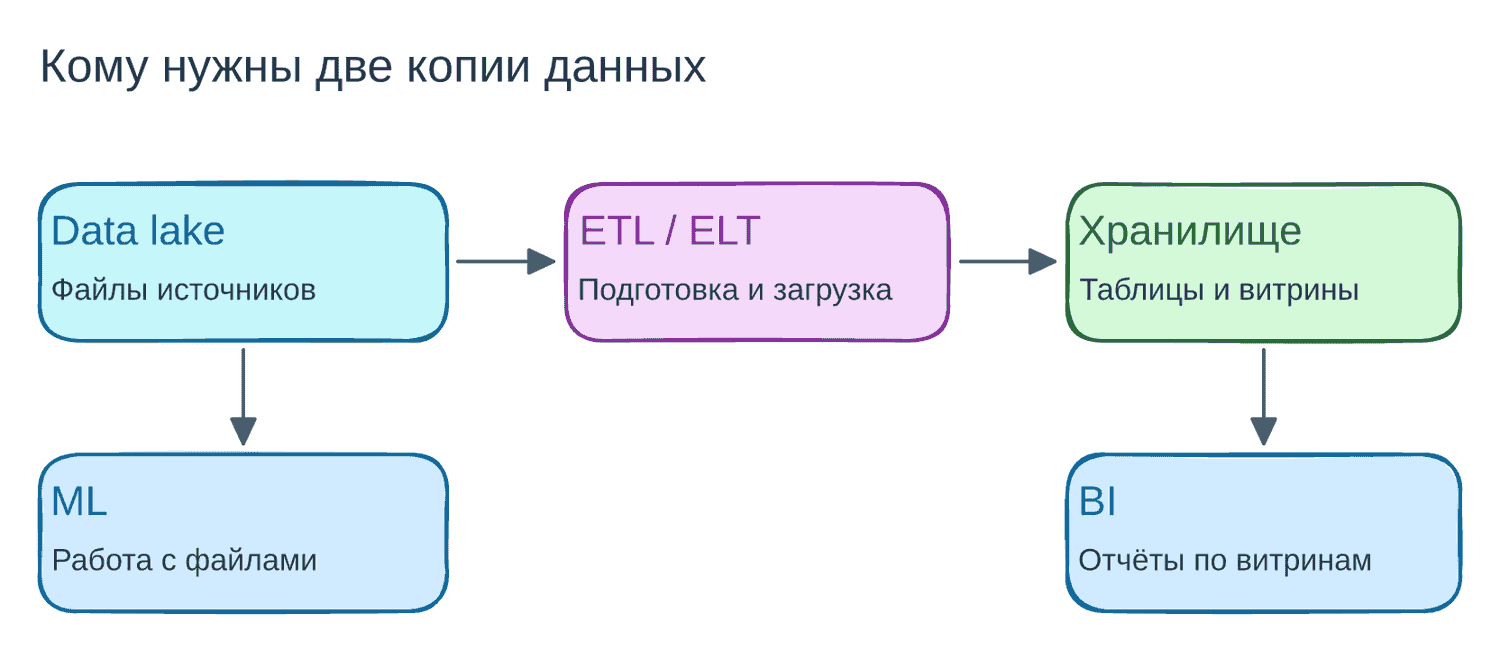 Кому нужны две копии данных
Data lake
Файлы источников
ETL / ELT
Подготовка и загрузка
Хранилище
Таблицы и витрины
ML
Работа с файлами
BI
Отчёты по витринам